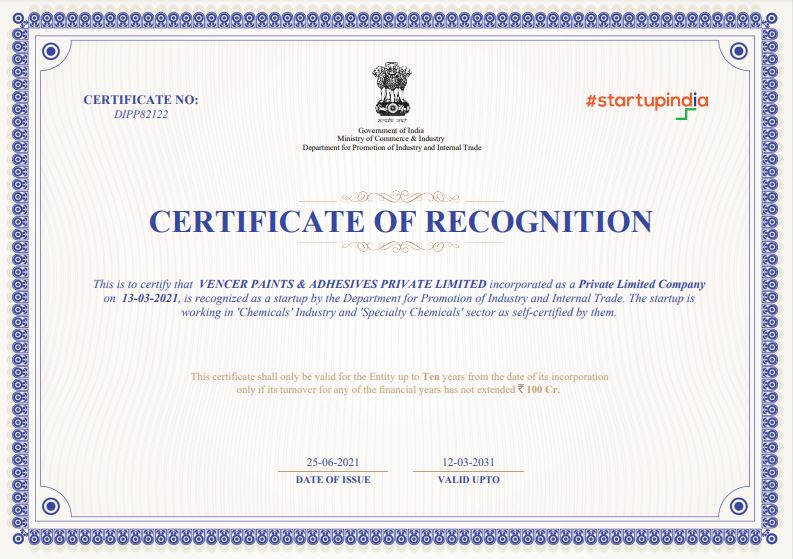 CERTIFICATE NO:
DIPP82122
सत्यमेव जयते
#startupindia
Government of India
Ministry of Commerce & Industry
Department for Promotion of Industry and Internal Trade
CERTIFICATE OF RECOGNITION
This is to certify that VENCER PAINTS & ADHESIVES PRIVATE LIMITED incorporated as a Private Limited Company
on 13-03-2021, is recognized as a startup by the Department for Promotion of Industry and Internal Trade. The startup is
working in 'Chemicals' Industry and 'Specialty Chemicals' sector as self-certified by them.
This certificate shall only be valid for the Entity up to Ten years from the date of its incorporation
only if its turnover for any of the financial years has not extended ₹ 100 Cr.
25-06-2021 12-03-2031
DATE OF ISSUE VALID UPTO